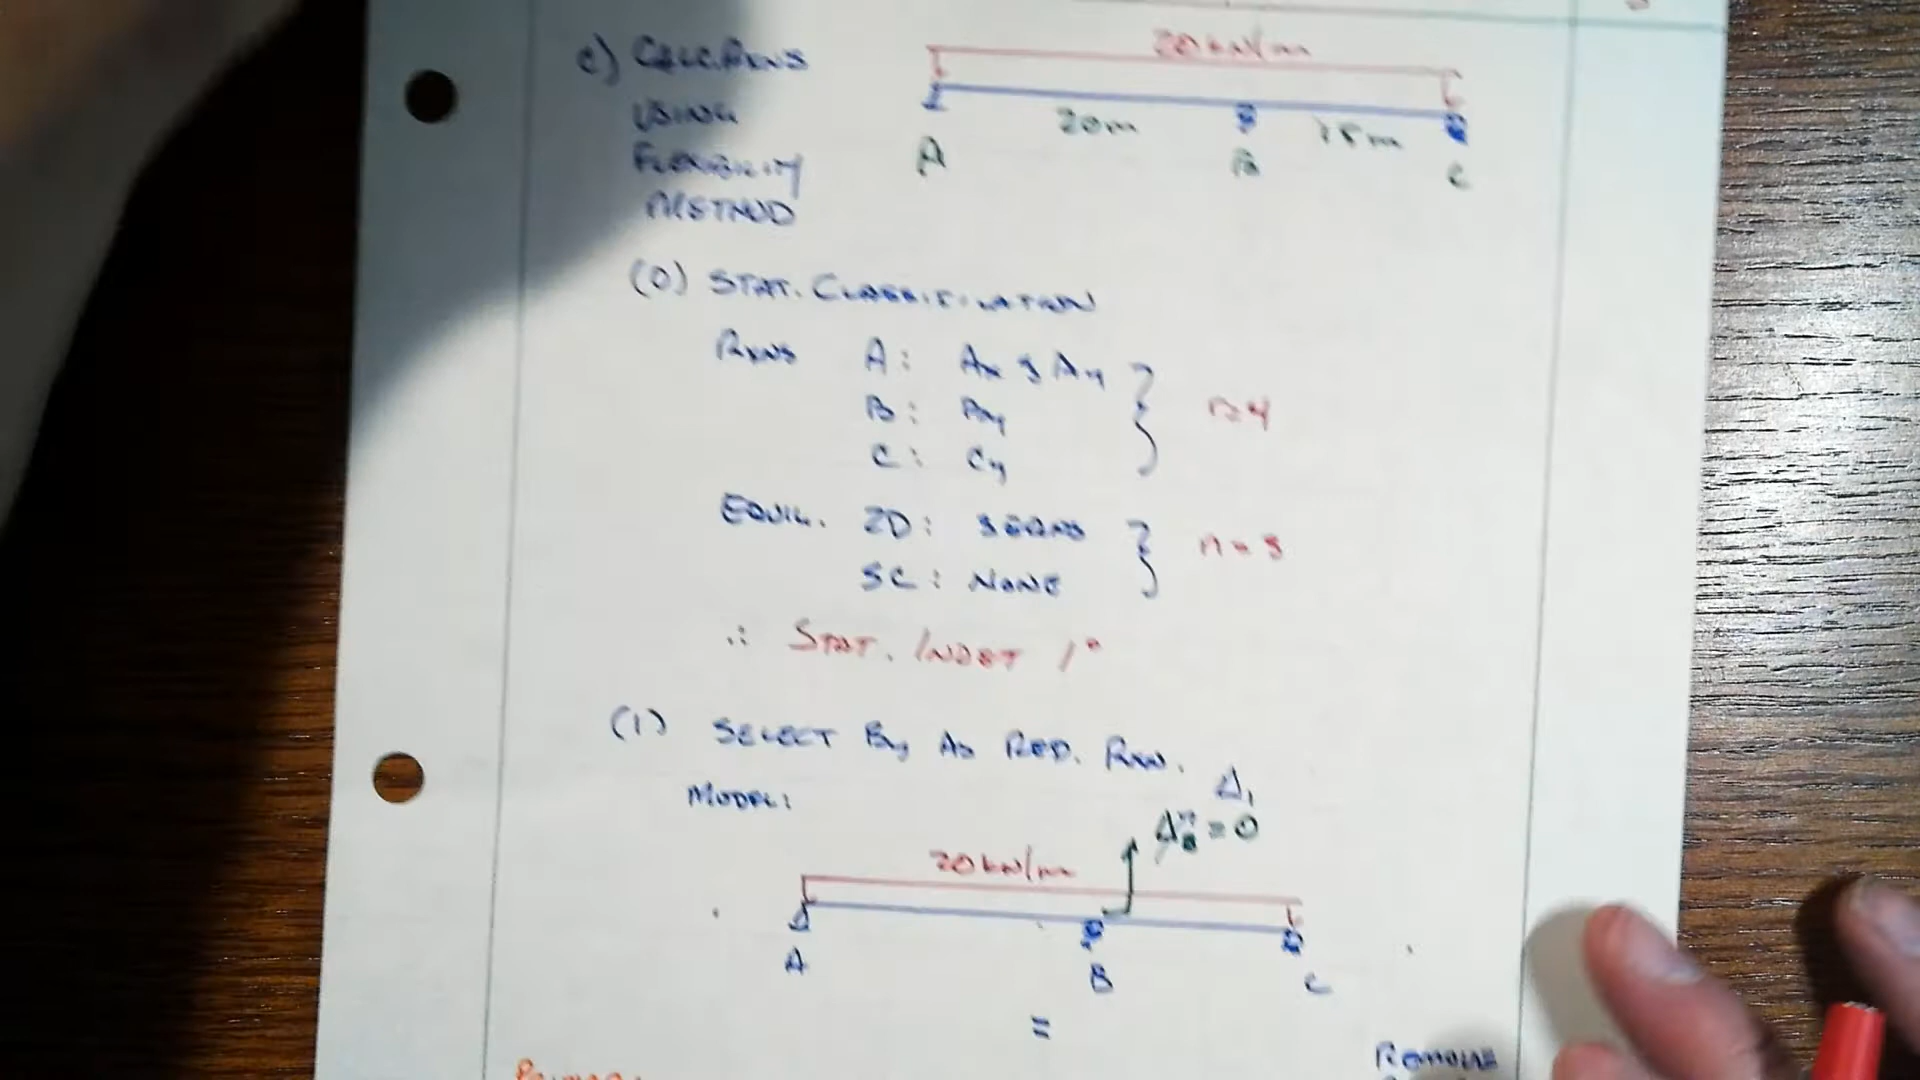 c) CALC. RXNS
USING
FLEXIBILITY
METHOD
20 kN/m
20m
15m
A
B
C
(0) STAT. CLASSIFICATION
RXNS A: Ax & Ay
B: By
C: Cy
r=4
EQUIL. 2D: 3 EQNS
SC: NONE
n=3
∴ STAT. INDET 1°
(1) SELECT By AS RED. RXN.
MODEL:
Δ1
= 0
20 kN/m
A
B
C
=
PRIMARY
REMOVE